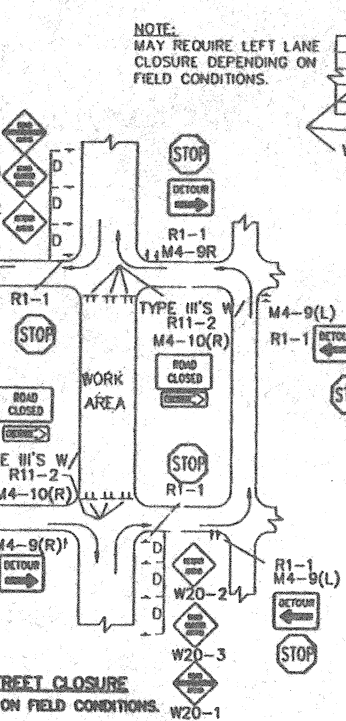 NOTE:
MAY REQUIRE LEFT LANE
CLOSURE DEPENDING ON
FIELD CONDITIONS.
D
D
D
STOP
DETOUR
R1-1
M4-9R
R1-1
STOP
TYPE III'S W/
R11-2
M4-10(R)
M4-9(L)
R1-1
ROAD
CLOSED
WORK
AREA
ROAD
CLOSED
E III'S W/
R11-2
M4-10(R)
STOP
R1-1
M4-9(R)
DETOUR
D
D
D
W20-2
W20-3
W20-1
R1-1
M4-9(L)
DETOUR
STOP
TREET CLOSURE
ON FIELD CONDITIONS.